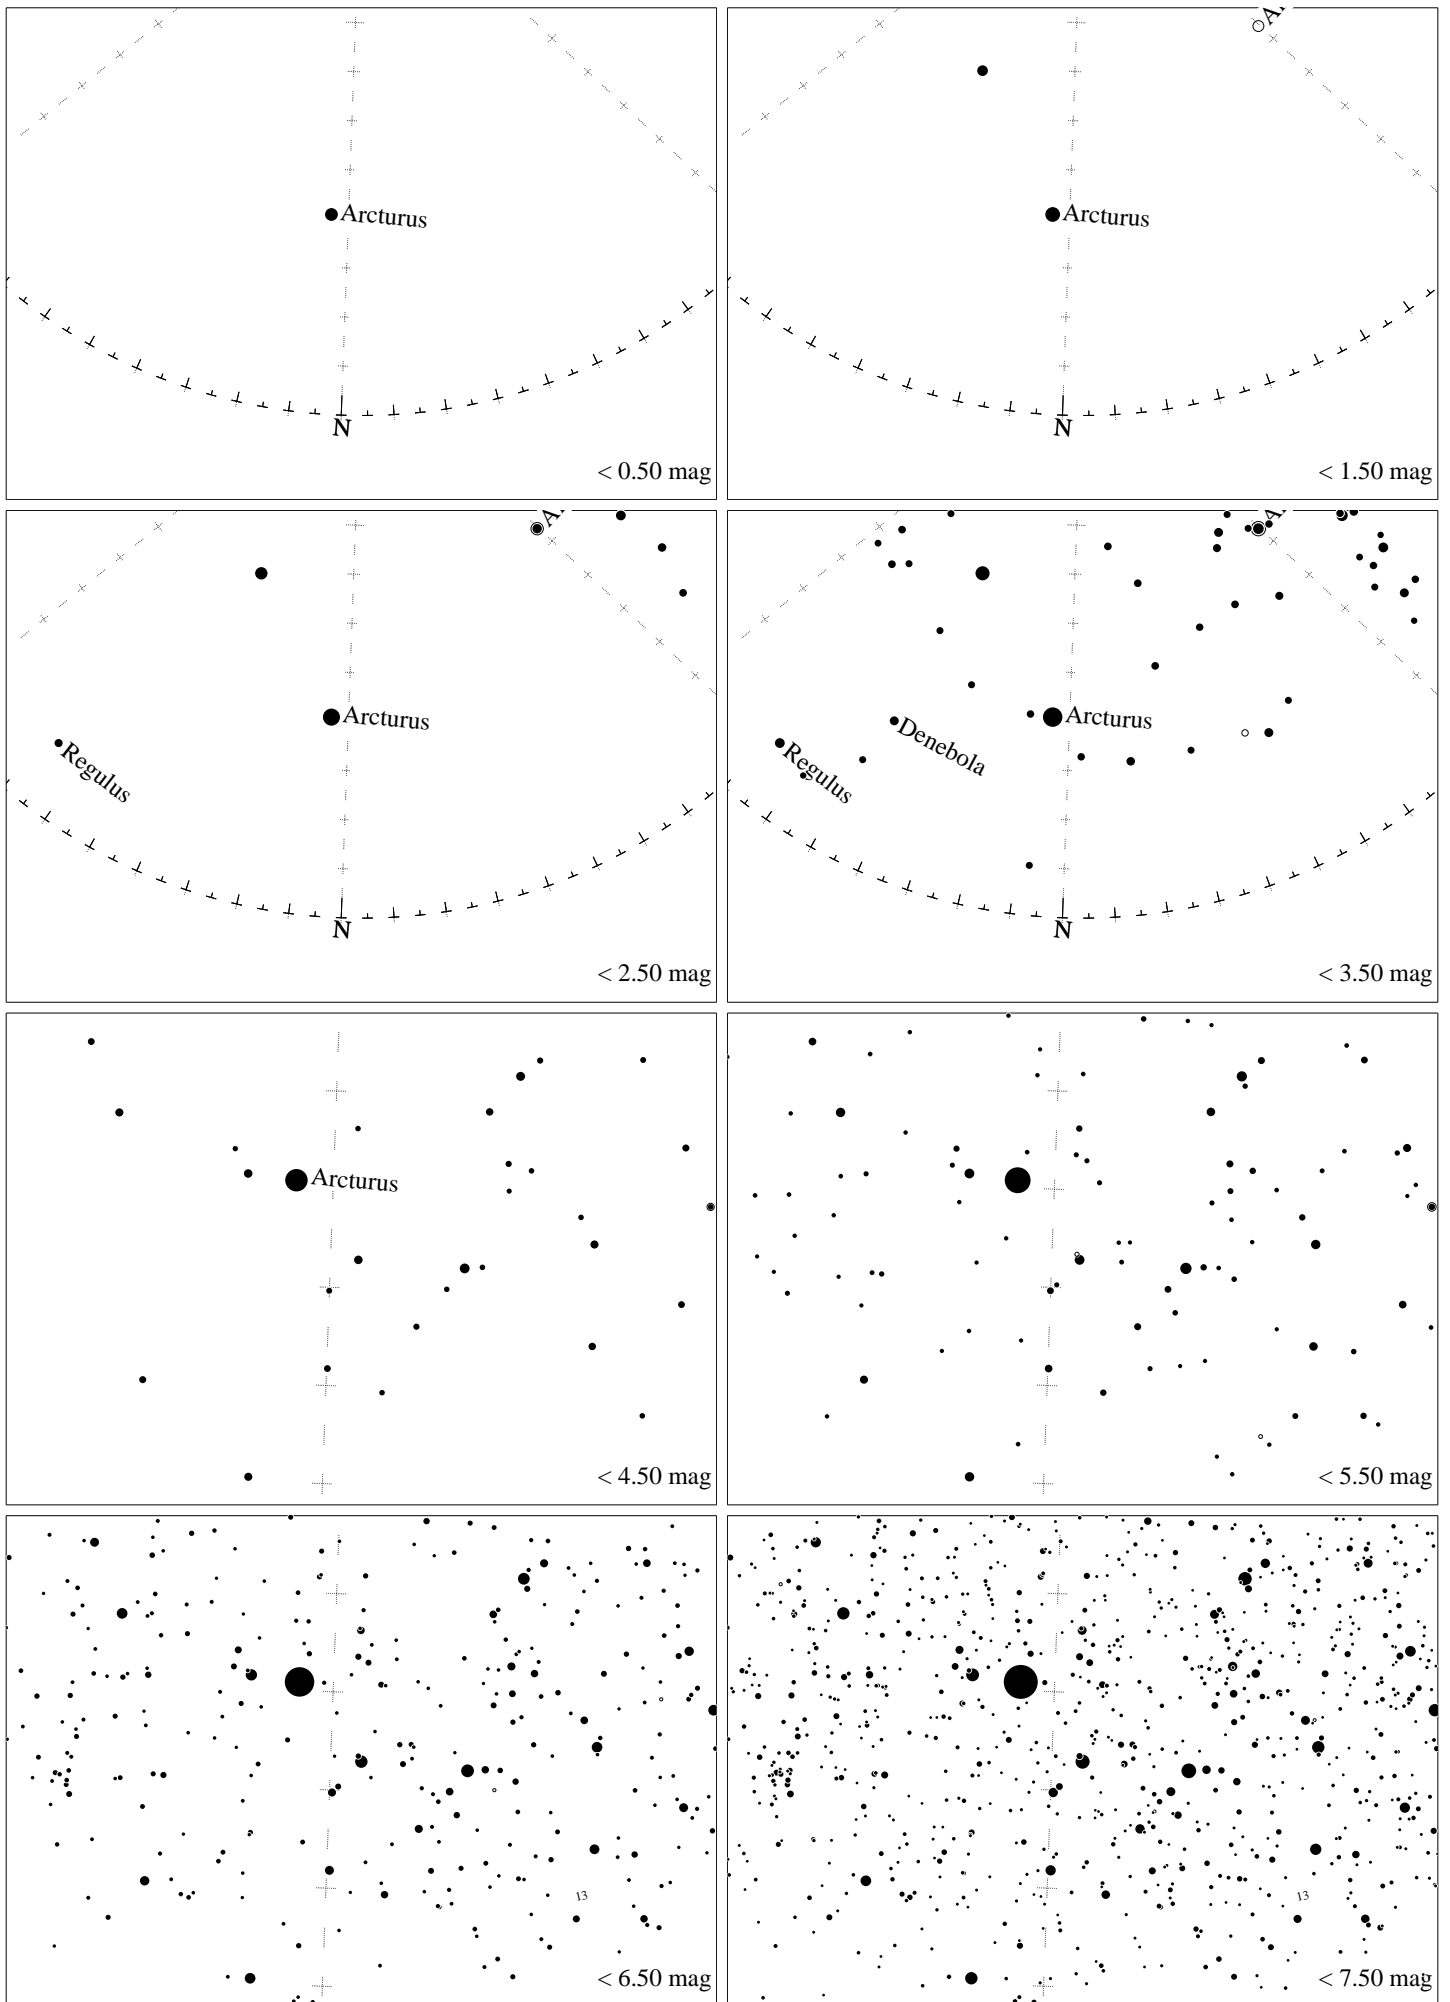 Arcturus
N
< 0.50 mag
Arcturus
N
< 1.50 mag
Arcturus
Regulus
N
< 2.50 mag
Arcturus
Denebola
Regulus
N
< 3.50 mag
Arcturus
< 4.50 mag
< 5.50 mag
13
< 6.50 mag
13
< 7.50 mag